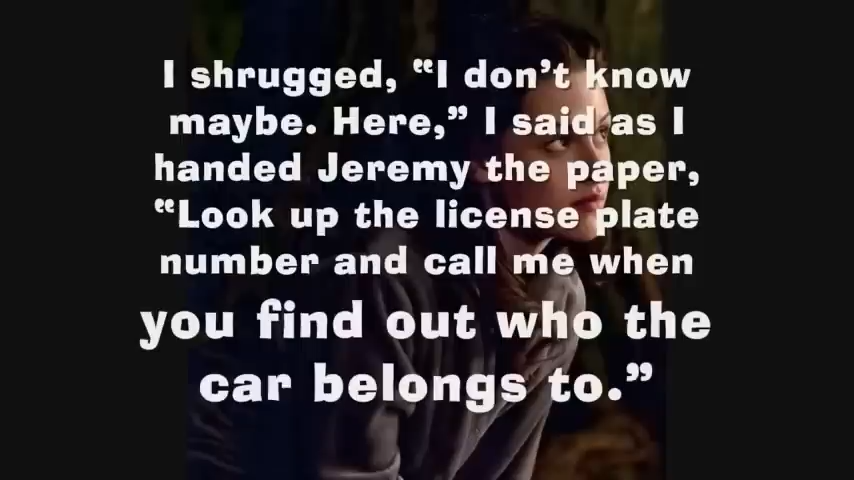 I shrugged, “I don’t know
maybe. Here,” I said as I
handed Jeremy the paper,
“Look up the license plate
number and call me when
you find out who the
car belongs to.”